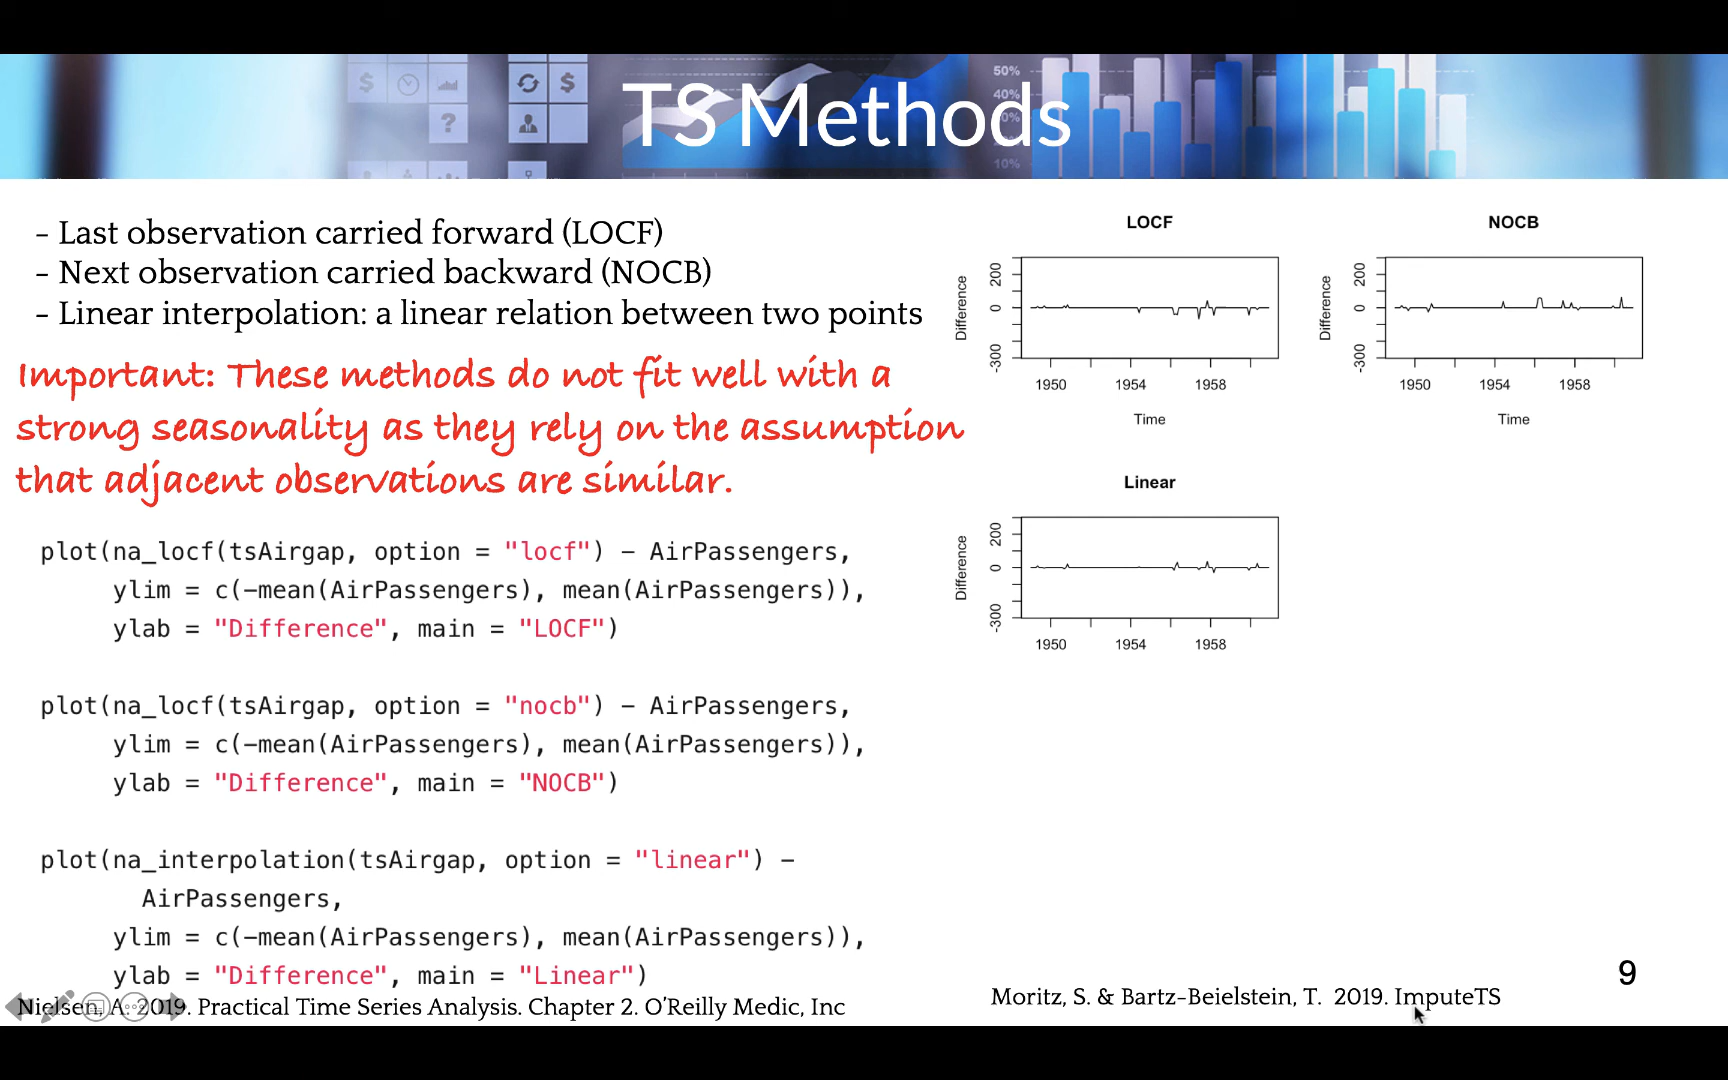 TS Methods
– Last observation carried forward (LOCF)
– Next observation carried backward (NOCB)
– Linear interpolation: a linear relation between two points
Important: These methods do not fit well with a
strong seasonality as they rely on the assumption
that adjacent observations are similar.
plot(na_locf(tsAirgap, option = "locf") – AirPassengers,
ylim = c(–mean(AirPassengers), mean(AirPassengers)),
ylab = "Difference", main = "LOCF")
plot(na_locf(tsAirgap, option = "nocb") – AirPassengers,
ylim = c(–mean(AirPassengers), mean(AirPassengers)),
ylab = "Difference", main = "NOCB")
plot(na_interpolation(tsAirgap, option = "linear") –
AirPassengers,
ylim = c(–mean(AirPassengers), mean(AirPassengers)),
ylab = "Difference", main = "Linear")
Nielsen, A. 2019. Practical Time Series Analysis. Chapter 2. O'Reilly Medic, Inc
LOCF
Difference
200
0
-300
1950 1954 1958
Time
NOCB
Difference
200
0
-300
1950 1954 1958
Time
Linear
Difference
200
0
-300
1950 1954 1958
Moritz, S. & Bartz-Beielstein, T. 2019. ImputeTS
9
50%
40%
10%
$
$
?